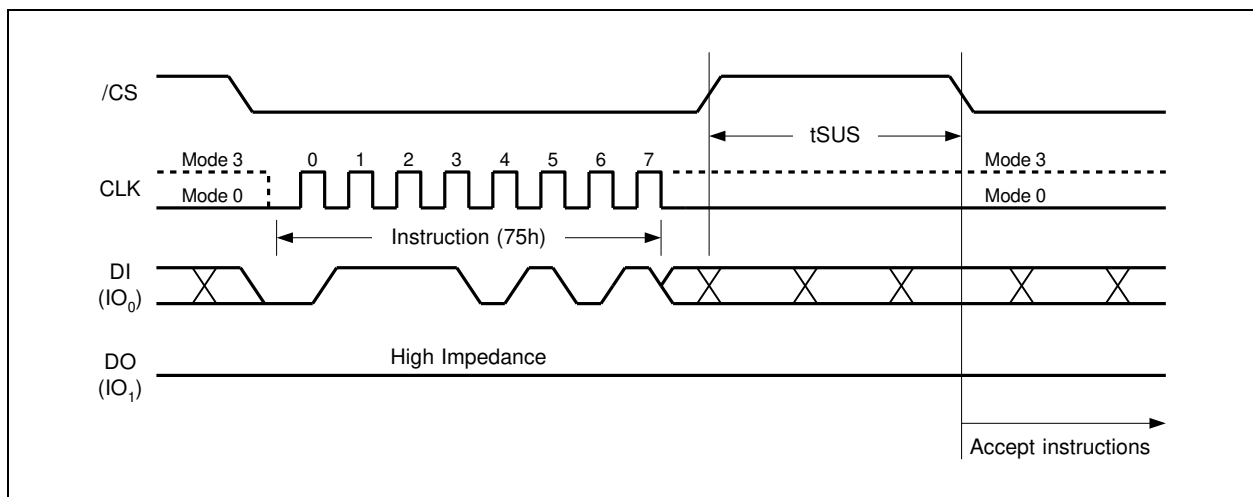 /CS
tSUS
Mode 3 0 1 2 3 4 5 6 7 Mode 3
CLK
Mode 0 Mode 0
Instruction (75h)
DI
(IO₀)
High Impedance
DO
(IO₁)
Accept instructions